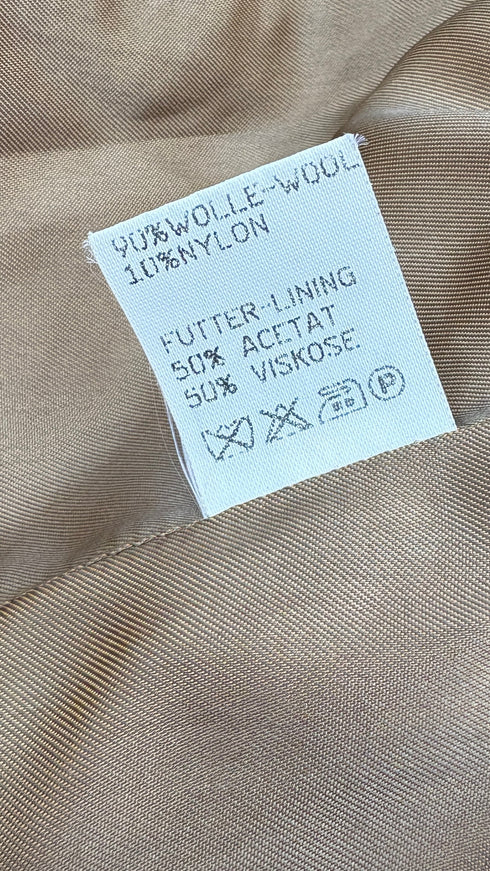 90%WOLLE-WOOL
10%NYLON
FUTTER-LINING
50% ACETAT
50% VISKOSE
P